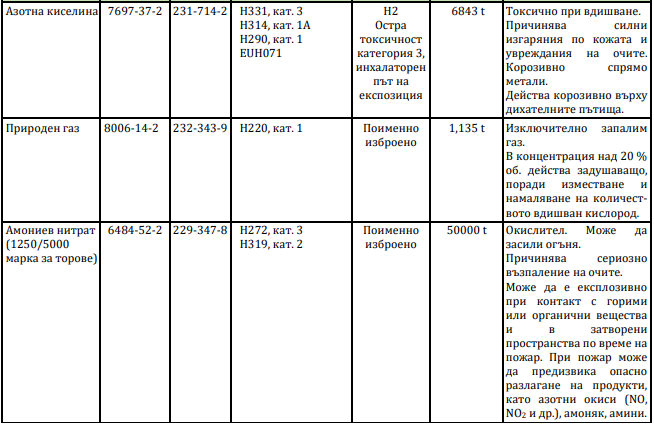 Азотна киселина
7697-37-2
231-714-2
H331, кат. 3
H314, кат. 1A
H290, кат. 1
EUH071
H2
Остра
токсичност
категория 3,
инхалаторен
път на
експозиция
6843 t
Токсично при вдишване.
Причинява силни
изгаряния по кожата и
увреждания на очите.
Корозивно спрямо
метали.
Действа корозивно върху
дихателните пътища.
Природен газ
8006-14-2
232-343-9
H220, кат. 1
Поименно
изброено
1,135 t
Изключително запалим
газ.
В концентрация над 20 %
об. действа задушаващо,
поради изместване и
намаляване на количест-
вото вдишван кислород.
Амониев нитрат
(1250/5000
марка за торове)
6484-52-2
229-347-8
H272, кат. 3
H319, кат. 2
Поименно
изброено
50000 t
Окислител. Може да
засили огъня.
Причинява сериозно
възпаление на очите.
Може да е експлозивно
при контакт с горими
или органични вещества
и в затворени
пространства по време на
пожар. При пожар може
да предизвика опасно
разлагане на продукти,
като азотни окиси (NO,
NO2 и др.), амоняк, амини.